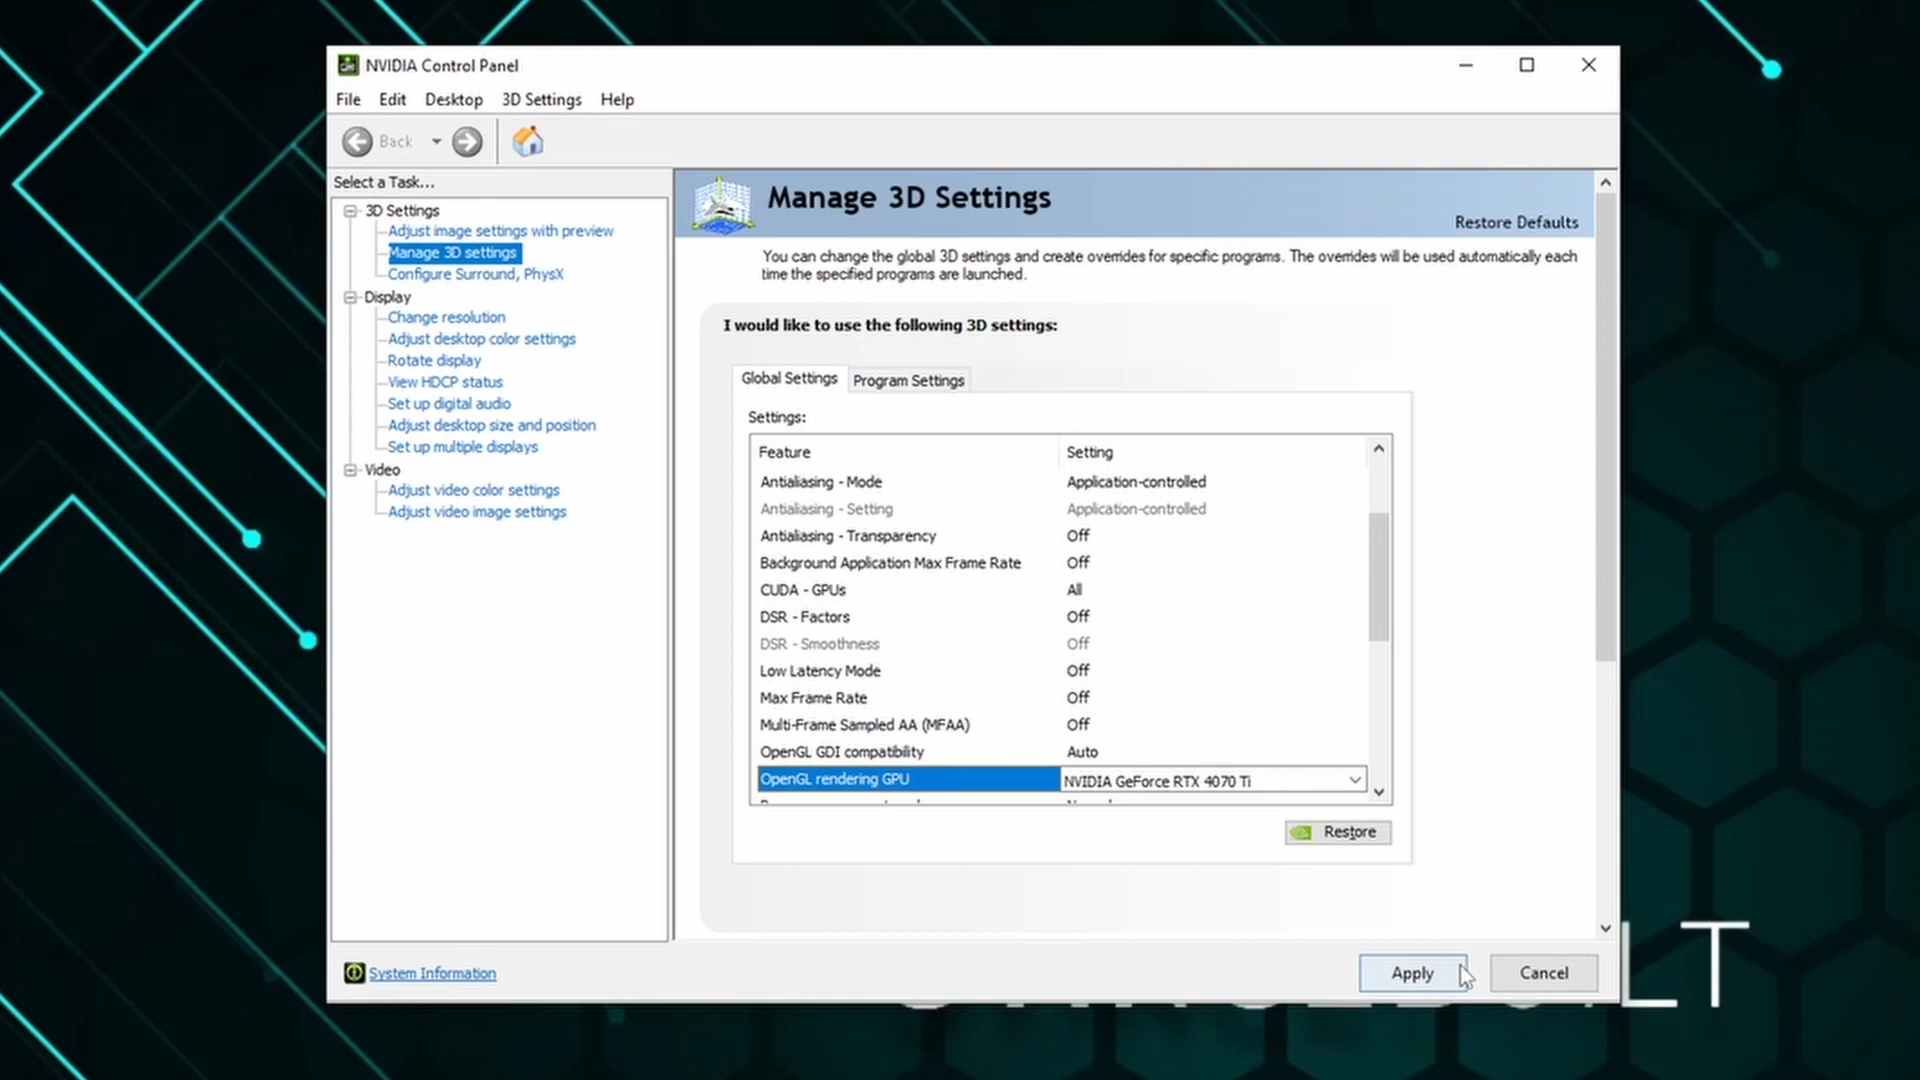 NVIDIA Control Panel
File Edit Desktop 3D Settings Help
Back
Select a Task...
3D Settings
Adjust image settings with preview
Manage 3D settings
Configure Surround, PhysX
Display
Change resolution
Adjust desktop color settings
Rotate display
View HDCP status
Set up digital audio
Adjust desktop size and position
Set up multiple displays
Video
Adjust video color settings
Adjust video image settings
System Information
Manage 3D Settings
Restore Defaults
You can change the global 3D settings and create overrides for specific programs. The overrides will be used automatically each
time the specified programs are launched.
I would like to use the following 3D settings:
Global Settings Program Settings
Settings:
Feature Setting
Antialiasing - Mode Application-controlled
Antialiasing - Setting Application-controlled
Antialiasing - Transparency Off
Background Application Max Frame Rate Off
CUDA - GPUs All
DSR - Factors Off
DSR - Smoothness Off
Low Latency Mode Off
Max Frame Rate Off
Multi-Frame Sampled AA (MFAA) Off
OpenGL GDI compatibility Auto
OpenGL rendering GPU NVIDIA GeForce RTX 4070 Ti
Restore
Apply Cancel